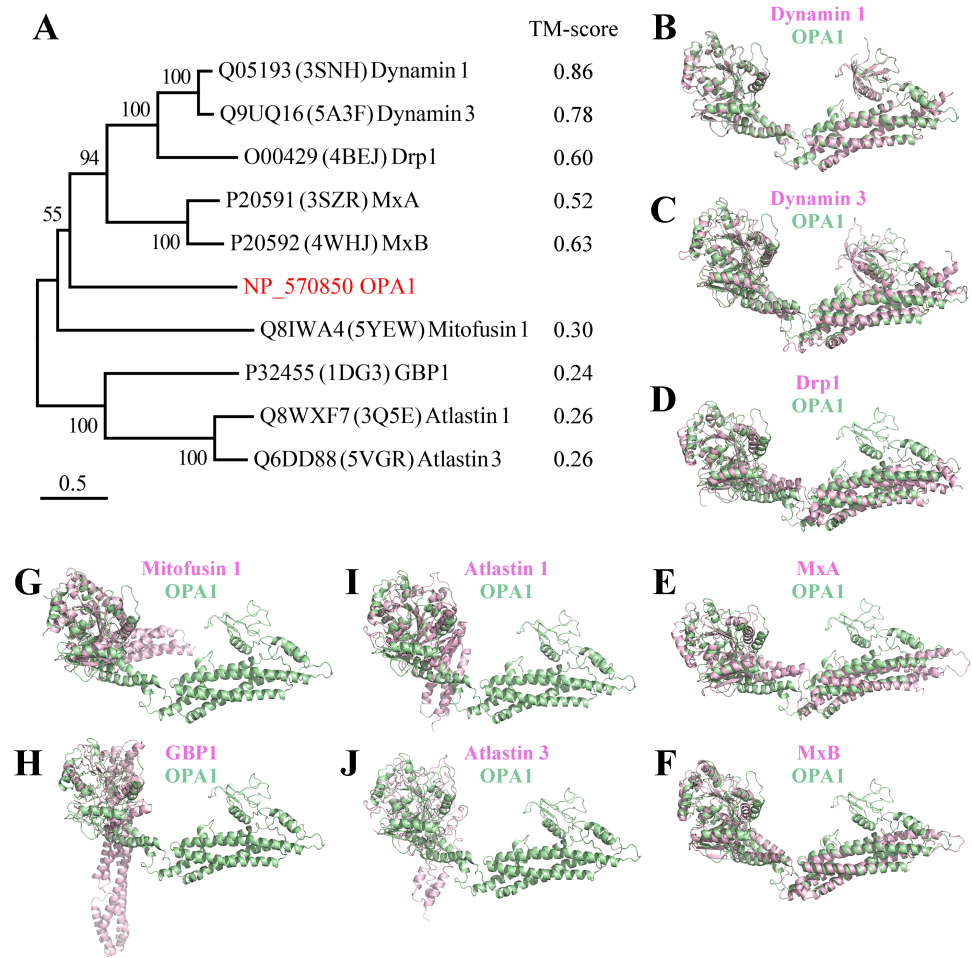 A
TM-score
100
Q05193 (3SNH) Dynamin 1 0.86
100
Q9UQ16 (5A3F) Dynamin 3 0.78
94
O00429 (4BEJ) Drp1 0.60
55
P20591 (3SZR) MxA 0.52
100
P20592 (4WHJ) MxB 0.63
NP_570850 OPA1
Q8IWA4 (5YEW) Mitofusin 1 0.30
P32455 (1DG3) GBP1 0.24
100
Q8WXF7 (3Q5E) Atlastin 1 0.26
100
Q6DD88 (5VGR) Atlastin 3 0.26
0.5
B
Dynamin 1
OPA1
C
Dynamin 3
OPA1
D
Drp1
OPA1
E
MxA
OPA1
F
MxB
OPA1
G
Mitofusin 1
OPA1
H
GBP1
OPA1
I
Atlastin 1
OPA1
J
Atlastin 3
OPA1